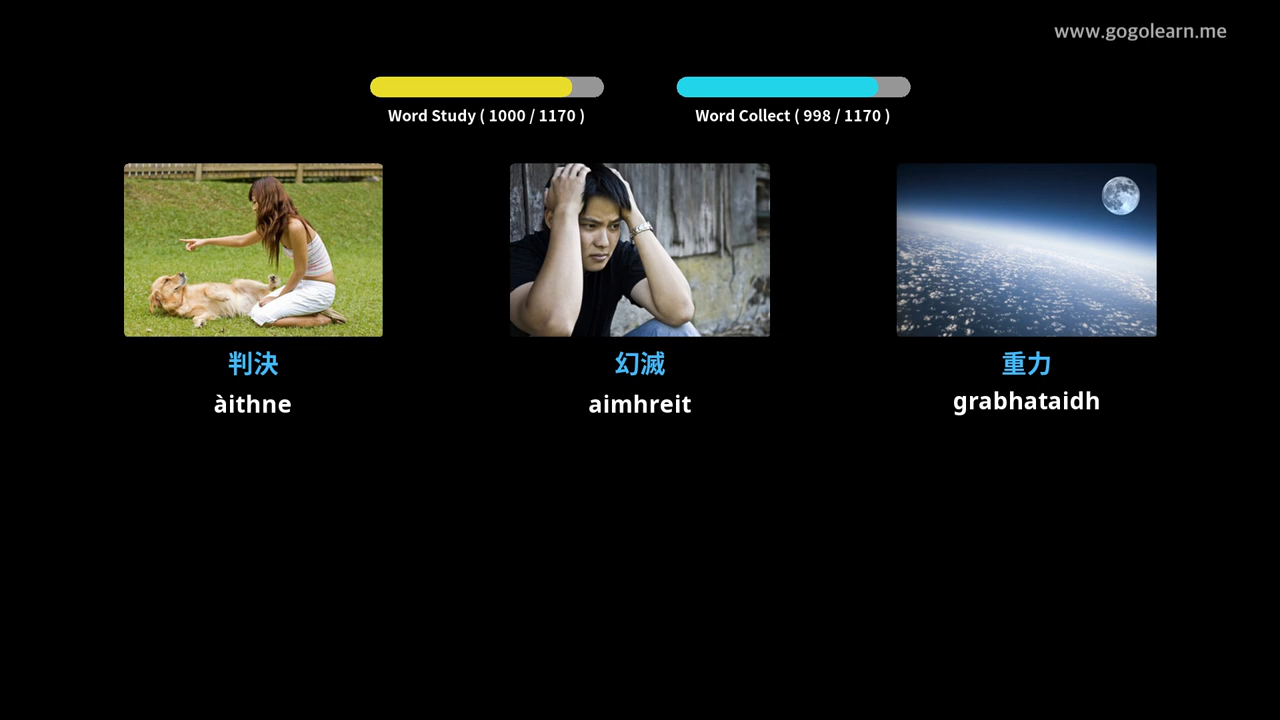 www.gogolearn.me
Word Study ( 1000 / 1170 )
Word Collect ( 998 / 1170 )
判決
àithne
幻滅
aimhreit
重力
grabhataidh